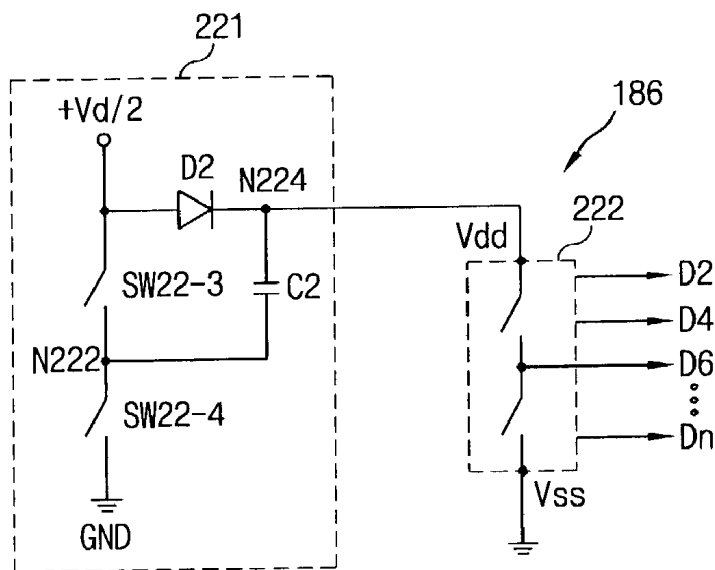 221
+Vd/2
186
D2
N224
222
Vdd
D2
SW22-3
C2
D4
N222
D6
SW22-4
Dn
Vss
GND